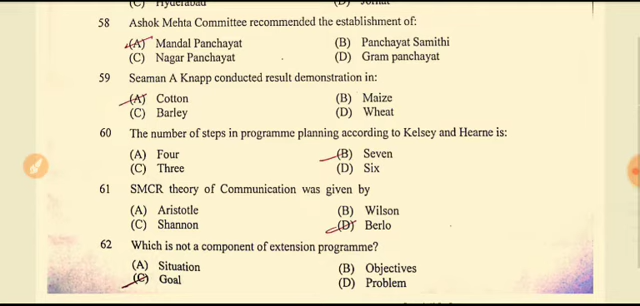 (C) Hyderabad
58 Ashok Mehta Committee recommended the establishment of:
(A) Mandal Panchayat (B) Panchayat Samithi
(C) Nagar Panchayat (D) Gram panchayat
59 Seaman A Knapp conducted result demonstration in:
(A) Cotton (B) Maize
(C) Barley (D) Wheat
60 The number of steps in programme planning according to Kelsey and Hearne is:
(A) Four (B) Seven
(C) Three (D) Six
61 SMCR theory of Communication was given by
(A) Aristotle (B) Wilson
(C) Shannon (D) Berlo
62 Which is not a component of extension programme?
(A) Situation (B) Objectives
(C) Goal (D) Problem